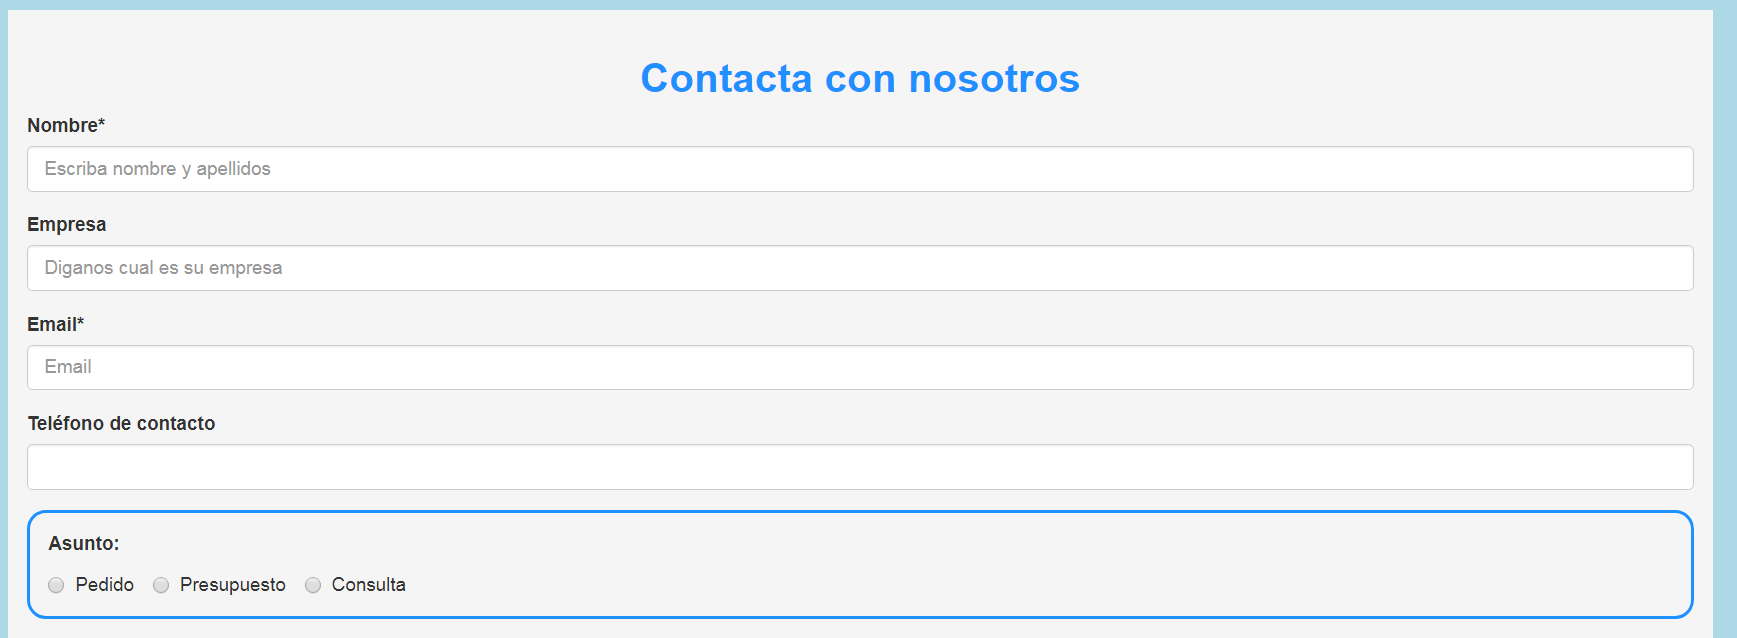 Contacta con nosotros
Nombre*
Escriba nombre y apellidos
Empresa
Diganos cual es su empresa
Email*
Email
Teléfono de contacto
Asunto:
Pedido Presupuesto Consulta